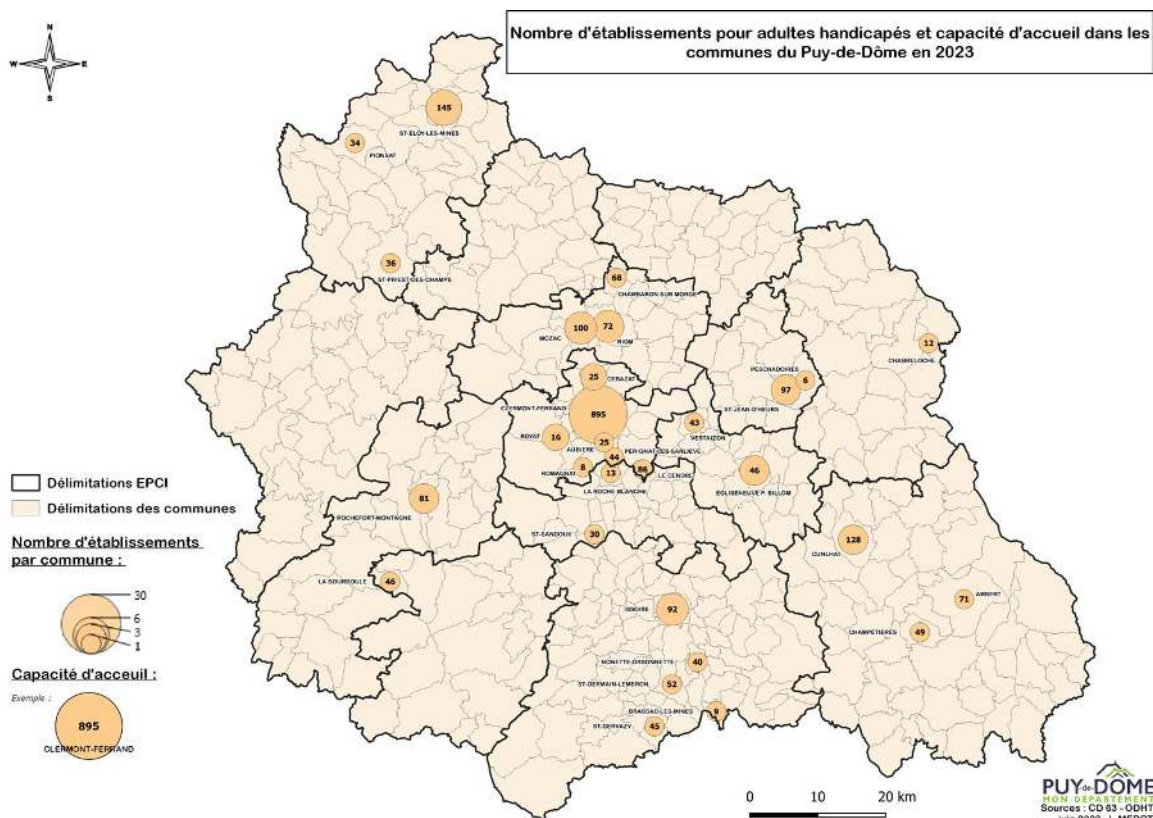 Nombre d'établissements pour adultes handicapés et capacité d'accueil dans les
communes du Puy-de-Dôme en 2023
N
W
E
S
145
ST-ELOY-LES-MINES
34
PIONSAT
36
ST-PRIEST-DES-CHAMPS
68
CHAMBARON SUR MORGE
100
72
MOZAC
RIOM
12
CHABRELOCHE
PESCHADOIRES
6
97
ST-JEAN-D'HEURS
25
CEBAZAT
CLERMONT-FERRAND
895
43
VERTAIZON
ROYAT
16
AUBIERE
25
44
PERIGNAT-LES-SARLIEVE
ROMAGNAT
8
13
86
LE CENDRE
LA ROCHE BLANCHE
46
EGLISENEUVE P. BILLOM
81
ROCHEFORT-MONTAGNE
ST-SANDOUX
30
128
CUNLHAT
LA BOURBOULE
46
71
AMBERT
ISSOIRE
92
CHAMPETIERES
49
NONETTE-ORSONNETTE
40
ST-GERMAIN-LEMBRON
52
BRASSAC-LES-MINES
9
ST-GERVAZY
45
Délimitations EPCI
Délimitations des communes
Nombre d'établissements
par commune :
30
6
3
1
Capacité d'acceuil :
Exemple :
895
CLERMONT-FERRAND
0
10
20 km
PUY-de-DÔME
MON DÉPARTEMENT
Sources : CD 63 - ODHT